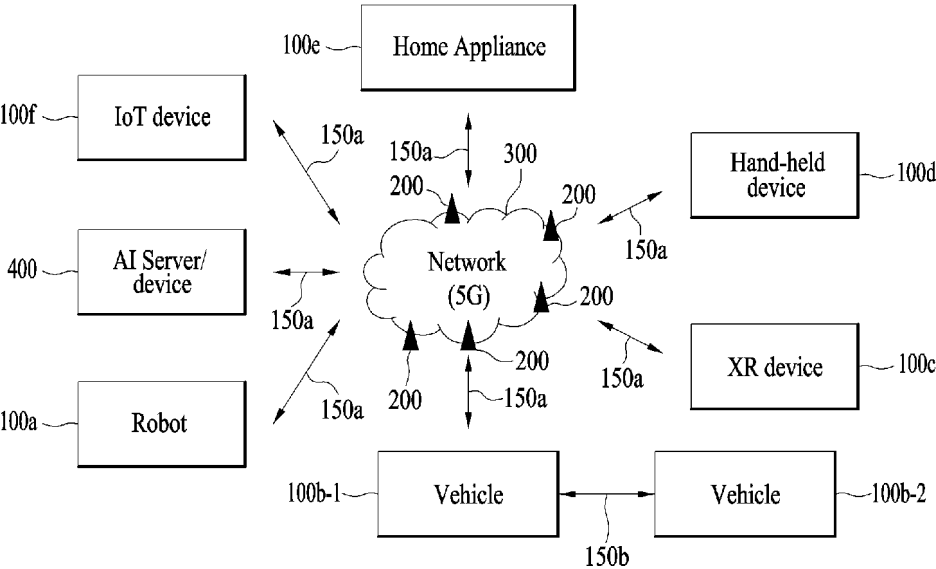 100e
Home Appliance
100f
IoT device
150a
150a
300
Hand-held
device
100d
200
200
150a
400
AI Server/
device
150a
Network
(5G)
200
150a
XR device
100c
200
200
150a
150a
100a
Robot
100b-1
Vehicle
Vehicle
100b-2
150b